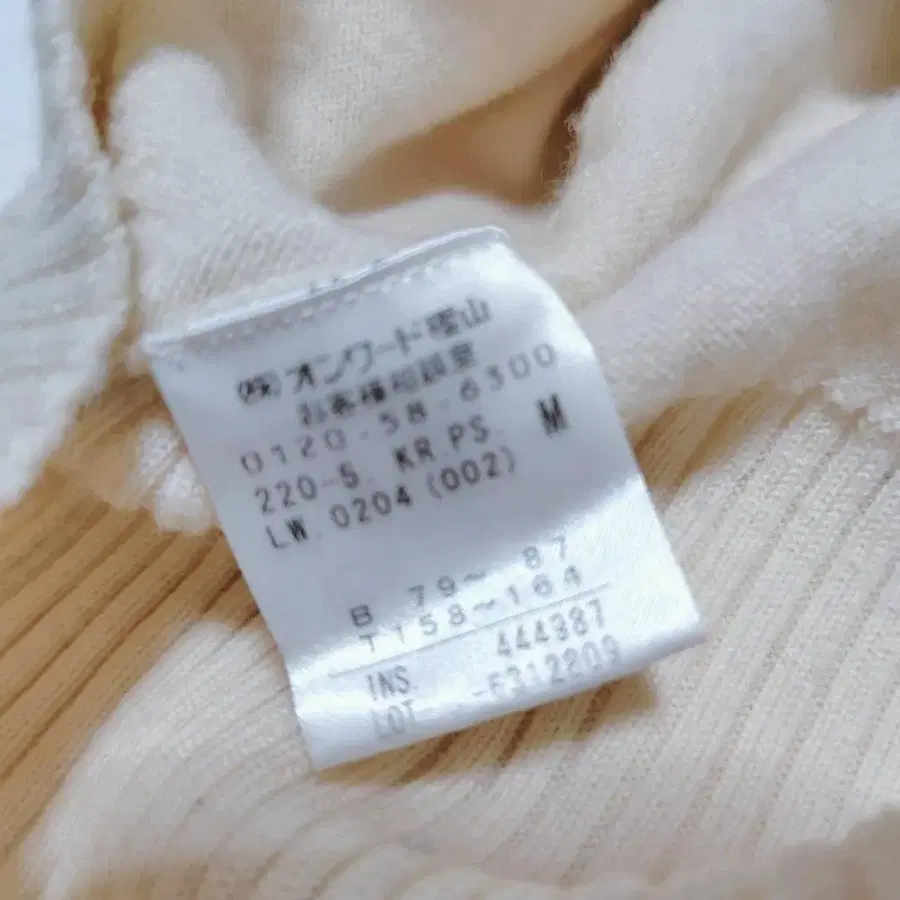 ㈱オンワード樫山
お客様相談室
0120-58-6300
220-S. KR.PS. M
LW. 0204 (002)
B 79~ 87
T158~164
INS 444987
LOT -6312209